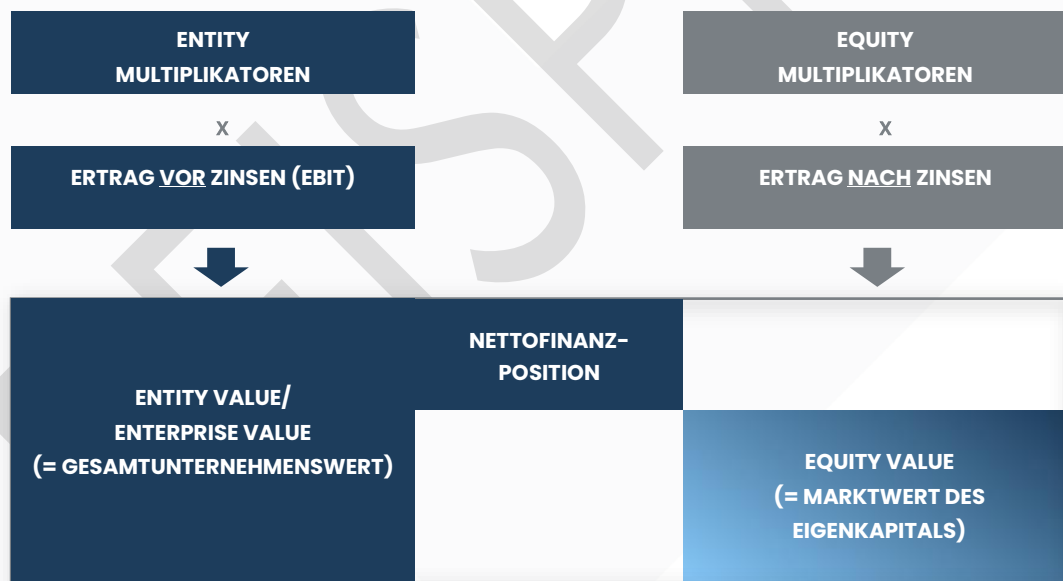 ENTITY
MULTIPLIKATOREN
EQUITY
MULTIPLIKATOREN
X
X
ERTRAG VOR ZINSEN (EBIT)
ERTRAG NACH ZINSEN
NETTOFINANZ-
POSITION
ENTITY VALUE/
ENTERPRISE VALUE
(= GESAMTUNTERNEHMENSWERT)
EQUITY VALUE
(= MARKTWERT DES
EIGENKAPITALS)